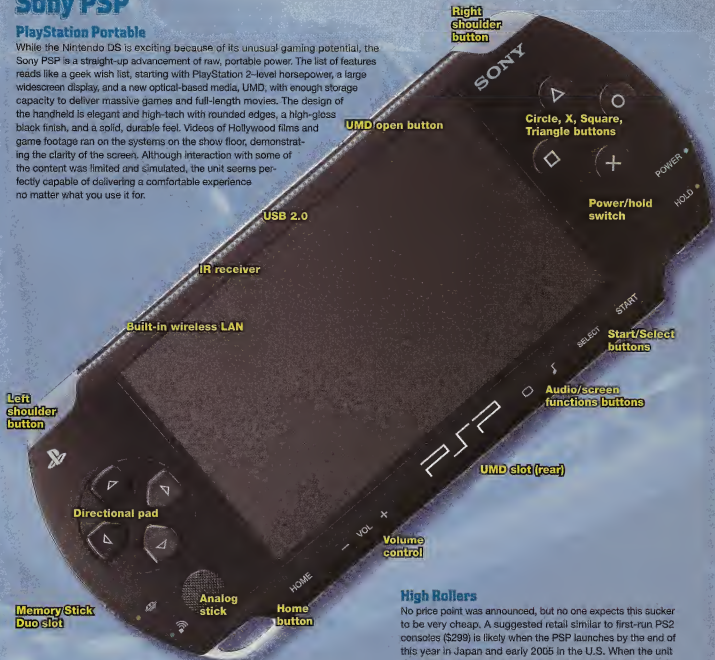 Sony PSP
PlayStation Portable
While the Nintendo DS is exciting because of its unusual gaming potential, the
Sony PSP is a straight-up advancement of raw, portable power. The list of features
reads like a geek wish list, starting with PlayStation 2–level horsepower, a large
widescreen display, and a new optical-based media, UMD, with enough storage
capacity to deliver massive games and full-length movies. The design of
the handheld is elegant and high-tech with rounded edges, a high-gloss
black finish, and a solid, durable feel. Videos of Hollywood films and
game footage ran on the systems on the show floor, demonstrat-
ing the clarity of the screen. Although interaction with some of
the content was limited and simulated, the unit seems per-
fectly capable of delivering a comfortable experience
no matter what you use it for.
Right
shoulder
button
SONY
UMD open button
Circle, X, Square,
Triangle buttons
POWER
HOLD
Power/hold
switch
USB 2.0
IR receiver
Built-in wireless LAN
START
SELECT
Start/Select
buttons
Audio/screen
functions buttons
Left
shoulder
button
PSP
UMD slot (rear)
Directional pad
VOL
Volume
control
HOME
Home
button
Analog
stick
Memory Stick
Duo slot
High Rollers
No price point was announced, but no one expects this sucker
to be very cheap. A suggested retail similar to first-run PS2
consoles ($299) is likely when the PSP launches by the end of
this year in Japan and early 2005 in the U.S. When the unit